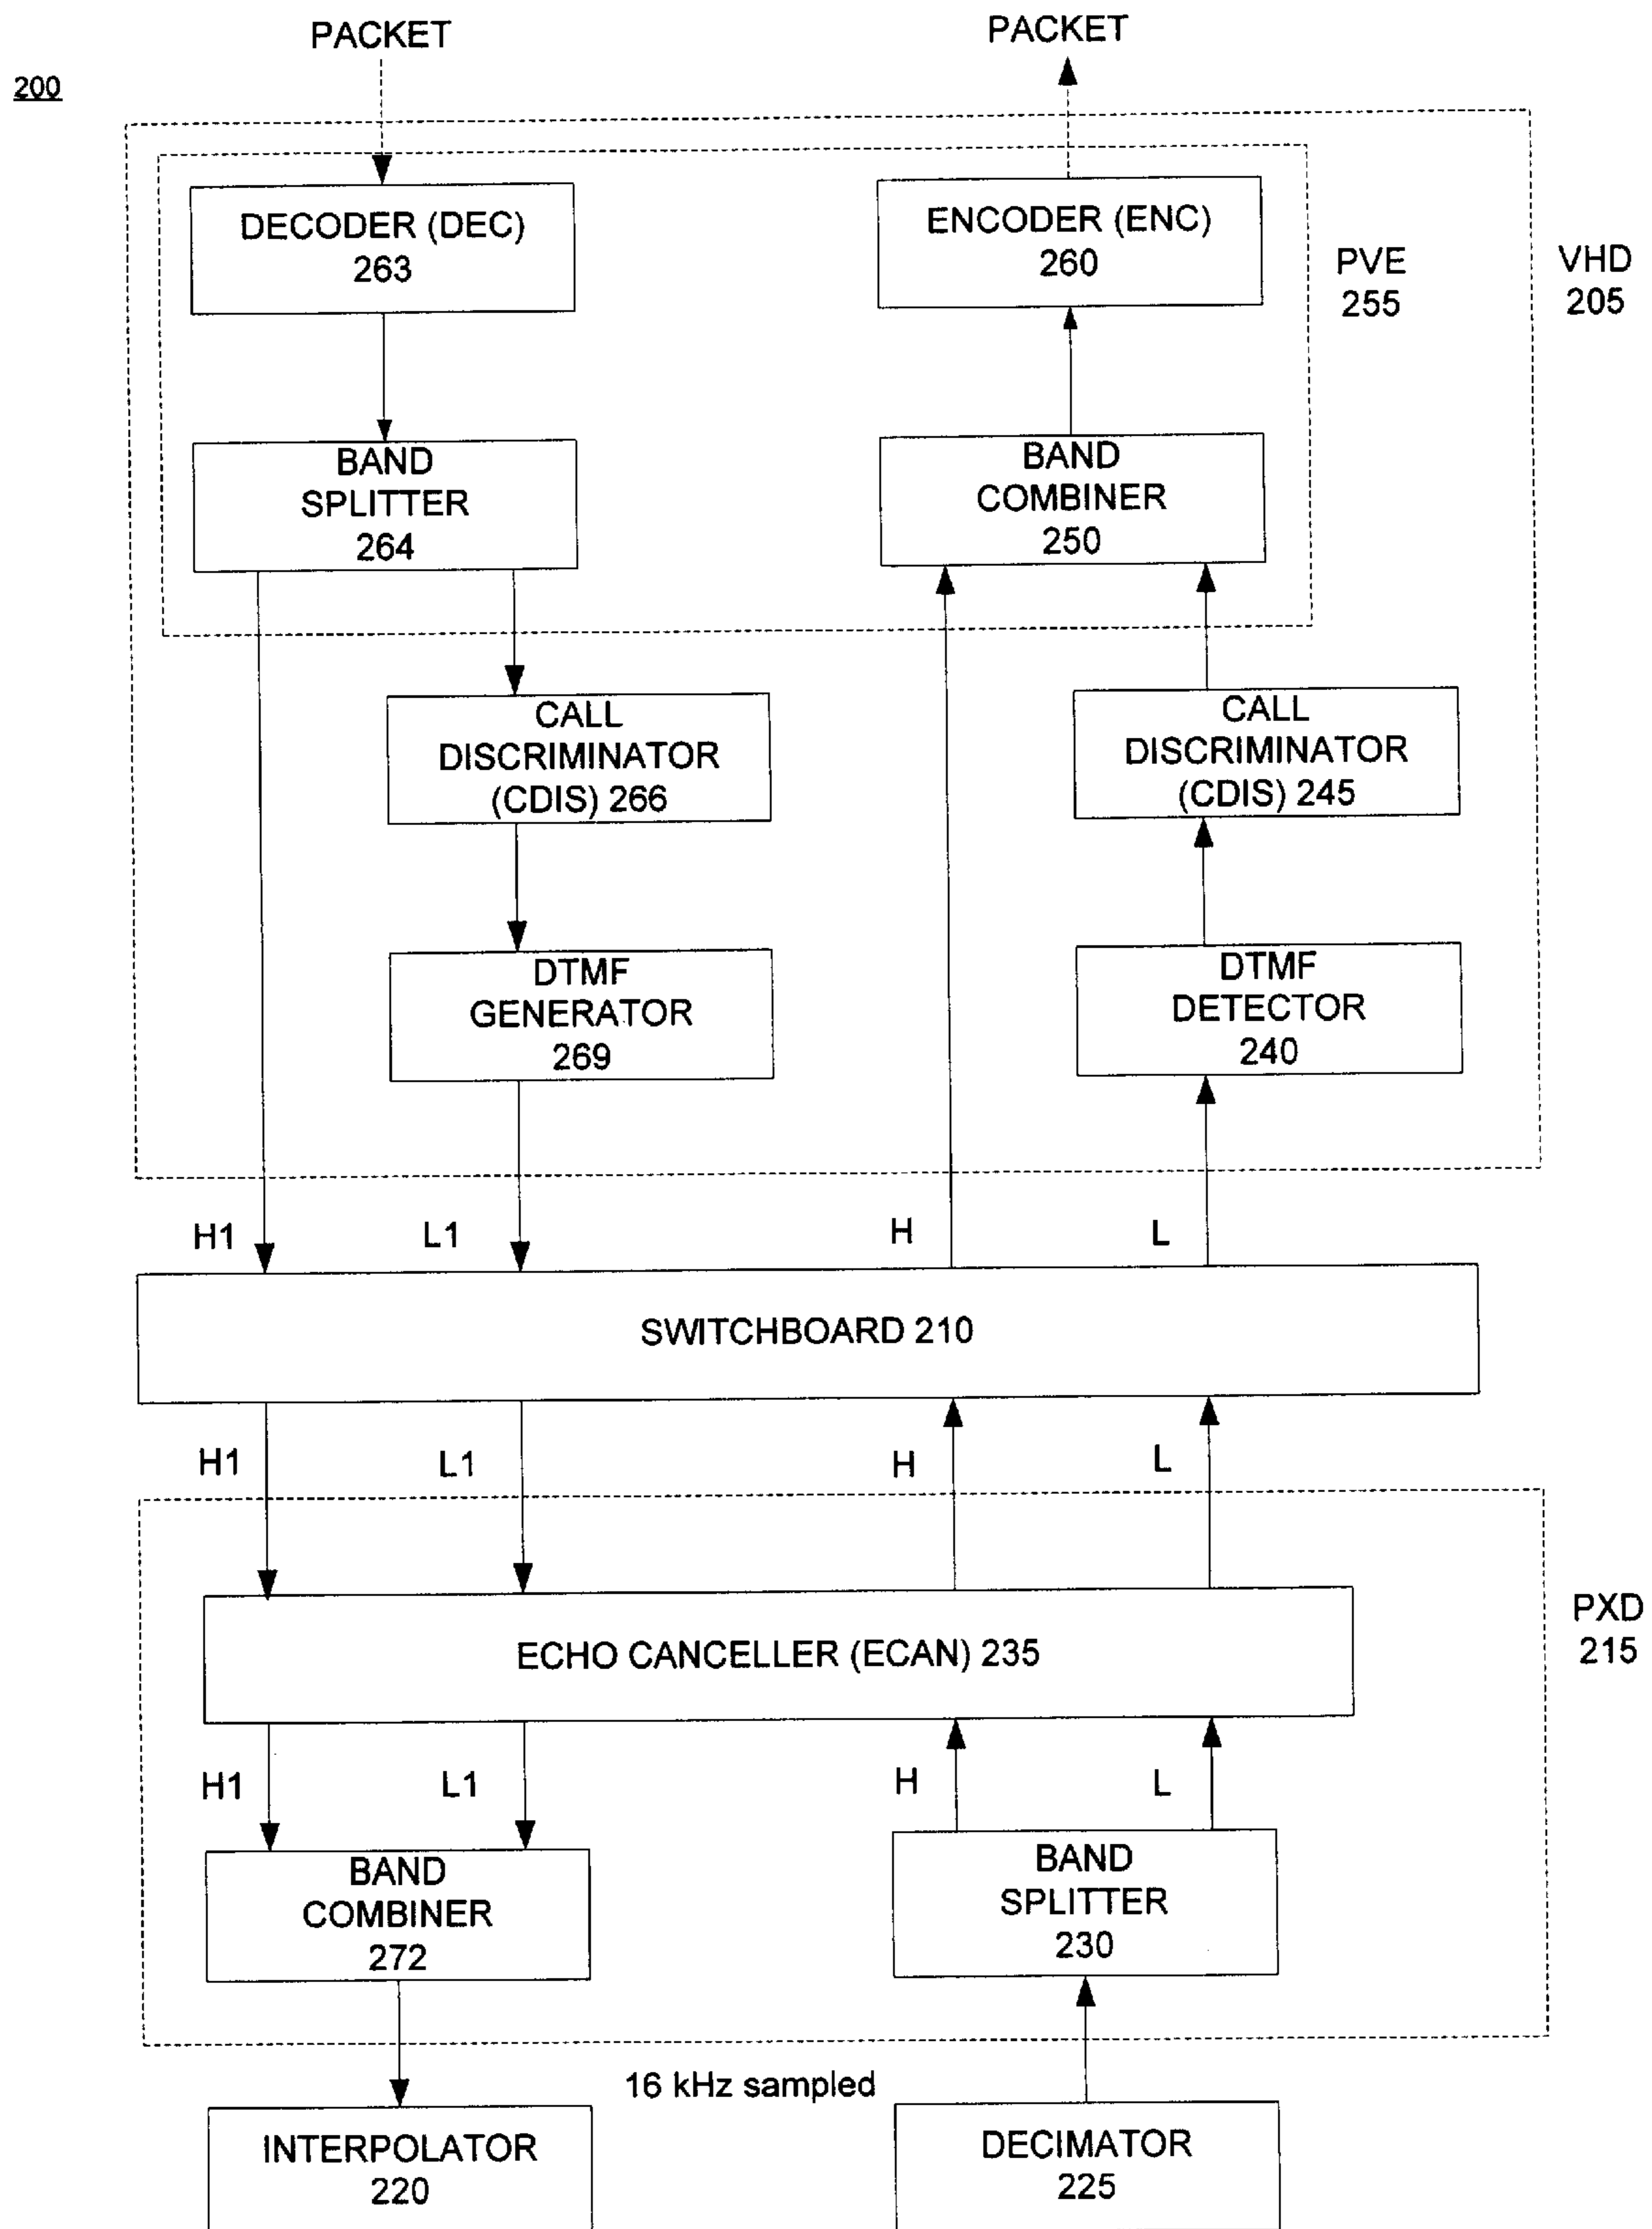 PACKET
PACKET
200
DECODER (DEC)
263
ENCODER (ENC)
260
PVE
255
VHD
205
BAND
SPLITTER
264
BAND
COMBINER
250
CALL
DISCRIMINATOR
(CDIS) 266
CALL
DISCRIMINATOR
(CDIS) 245
DTMF
GENERATOR
269
DTMF
DETECTOR
240
H1
L1
H
L
SWITCHBOARD 210
H1
L1
H
L
ECHO CANCELLER (ECAN) 235
PXD
215
H1
L1
H
L
BAND
COMBINER
272
BAND
SPLITTER
230
16 kHz sampled
INTERPOLATOR
220
DECIMATOR
225